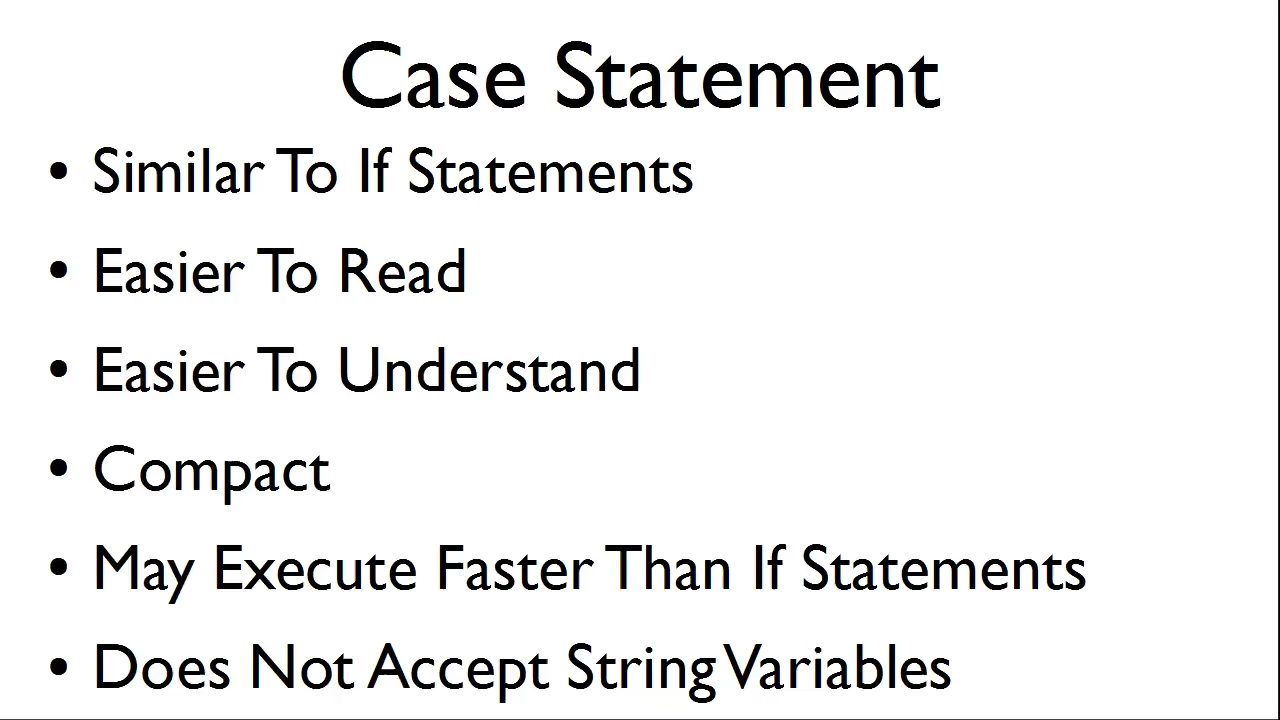 Case Statement
• Similar To If Statements
• Easier To Read
• Easier To Understand
• Compact
• May Execute Faster Than If Statements
• Does Not Accept String Variables